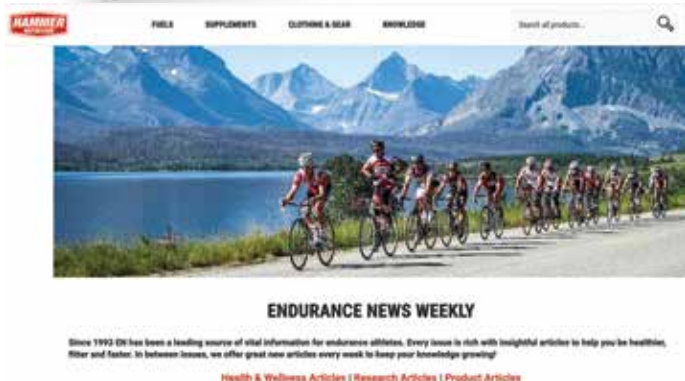 HAMMER
NUTRITION
FUELS SUPPLEMENTS CLOTHING & GEAR KNOWLEDGE Search all products...
ENDURANCE NEWS WEEKLY
Since 1993 EN has been a leading source of vital information for endurance athletes. Every issue is rich with insightful articles to help you be healthier,
fitter and faster. In between issues, we offer great new articles every week to keep your knowledge growing!
Health & Wellness Articles | Research Articles | Product Articles